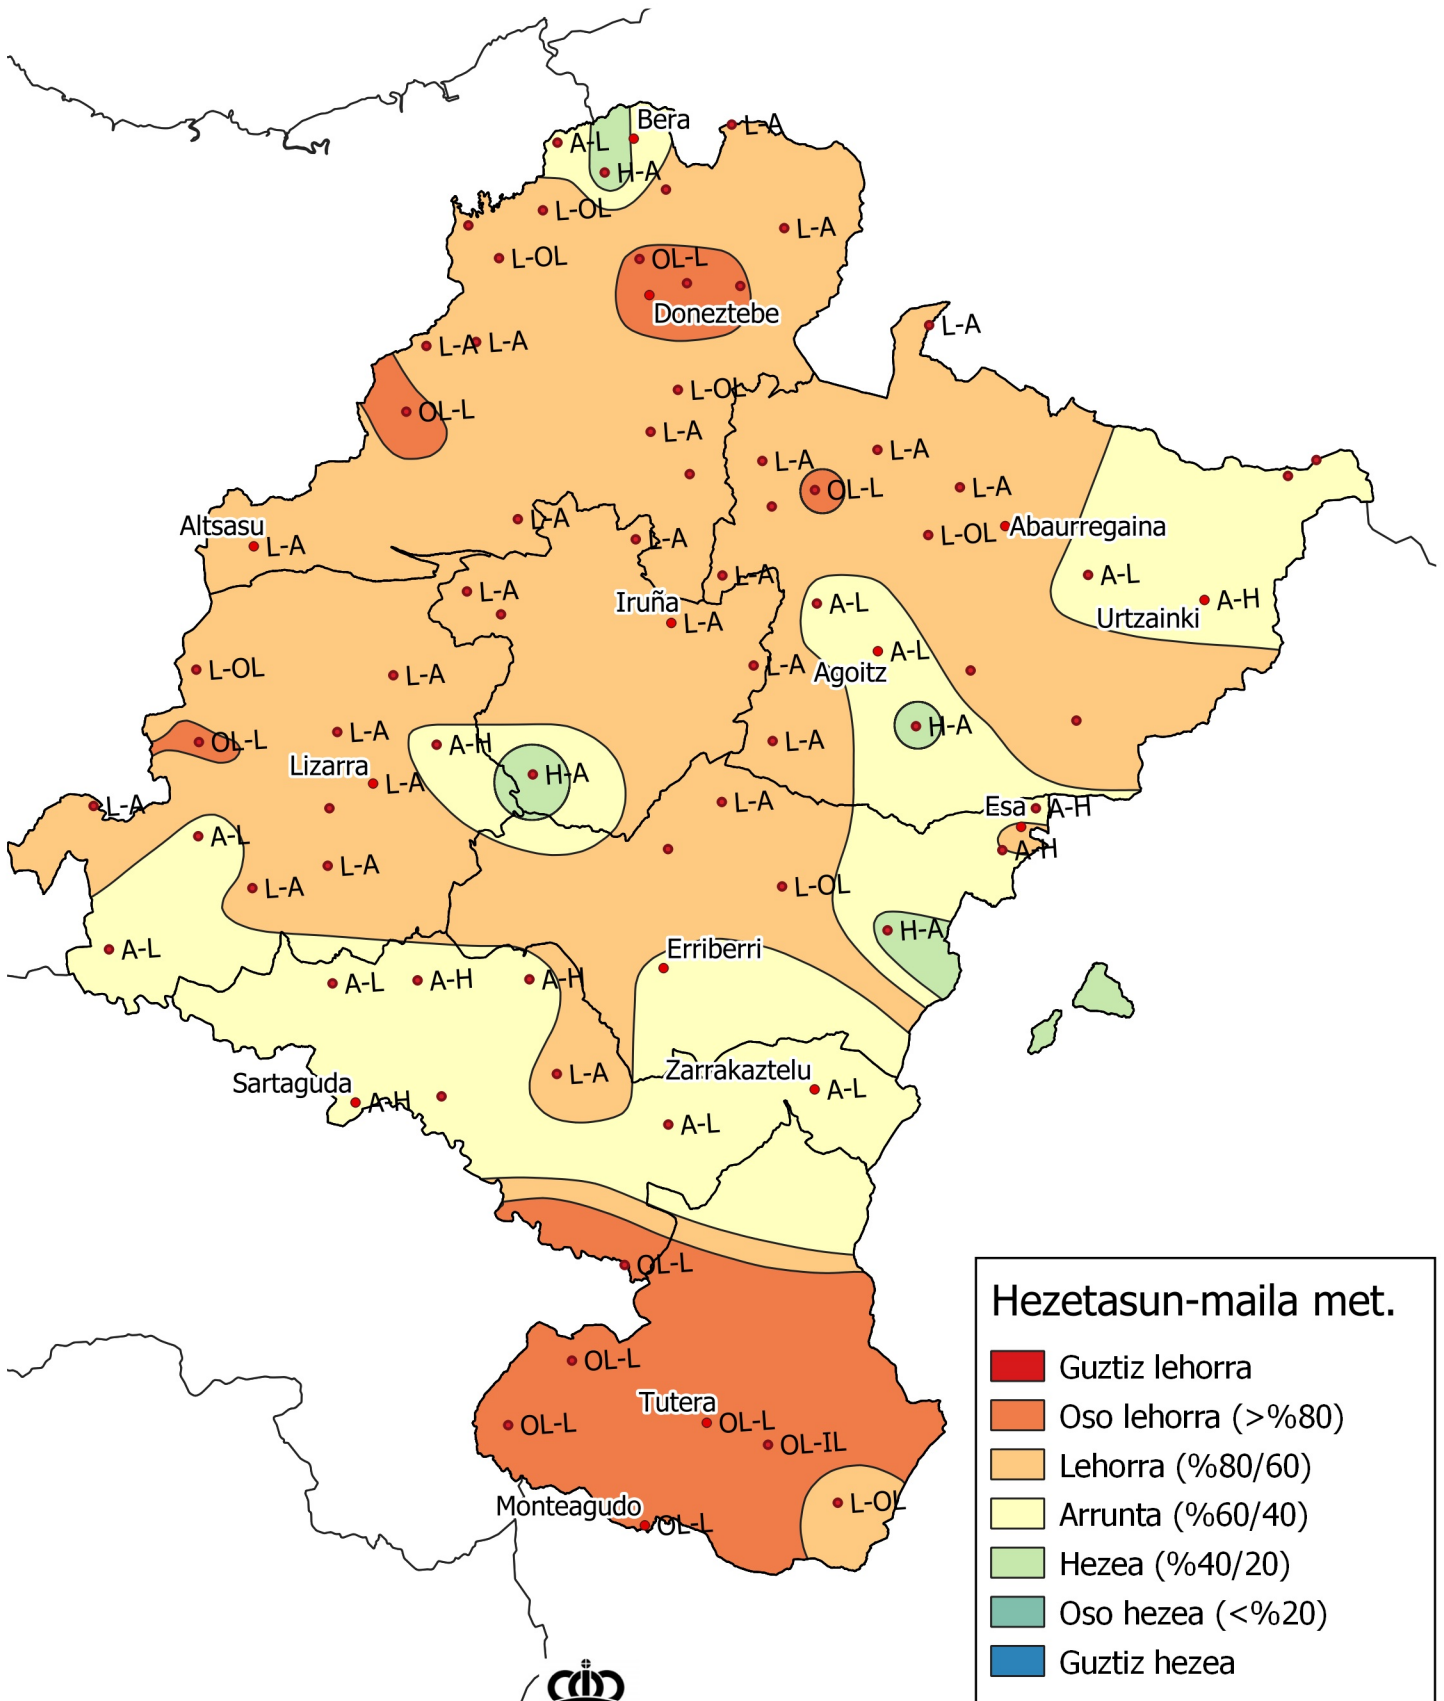 Bera
L-A
A-L
H-A
L-OL
L-A
L-OL
OL-L
Doneztebe
L-A
L-A
L-A
L-OL
OL-L
L-A
L-A
L-A
OL-L
L-A
Altsasu
L-A
L-A
L-A
L-OL
Abaurregaina
L-A
L-A
A-L
A-H
Urtzainki
Iruña
L-A
A-L
L-OL
L-A
L-A
Agoitz
A-L
OL-L
L-A
A-H
H-A
L-A
H-A
Lizarra
L-A
L-A
L-A
Esa
A-H
A-L
A-H
L-A
L-A
L-OL
H-A
A-L
Erriberri
A-L
A-H
A-H
Sartaguda
A-H
L-A
Zarrakaztelu
A-L
A-L
OL-L
OL-L
Tutera
OL-L
OL-L
OL-IL
Monteagudo
OL-L
L-OL
Hezetasun-maila met.
Guztiz lehorra
Oso lehorra (>%80)
Lehorra (%80/60)
Arrunta (%60/40)
Hezea (%40/20)
Oso hezea (<%20)
Guztiz hezea